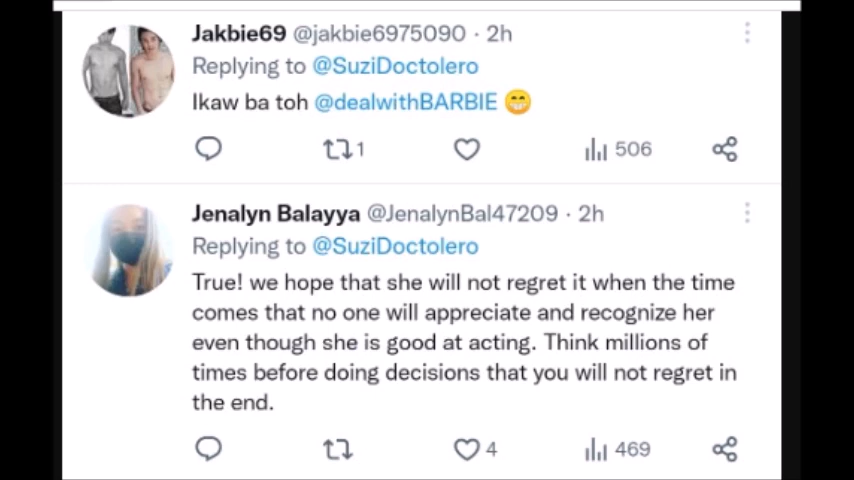 Jakbie69 @jakbie6975090 · 2h
Replying to @SuziDoctolero
Ikaw ba toh @dealwithBARBIE 😁
1 506
Jenalyn Balayya @JenalynBal47209 · 2h
Replying to @SuziDoctolero
True! we hope that she will not regret it when the time
comes that no one will appreciate and recognize her
even though she is good at acting. Think millions of
times before doing decisions that you will not regret in
the end.
4 469